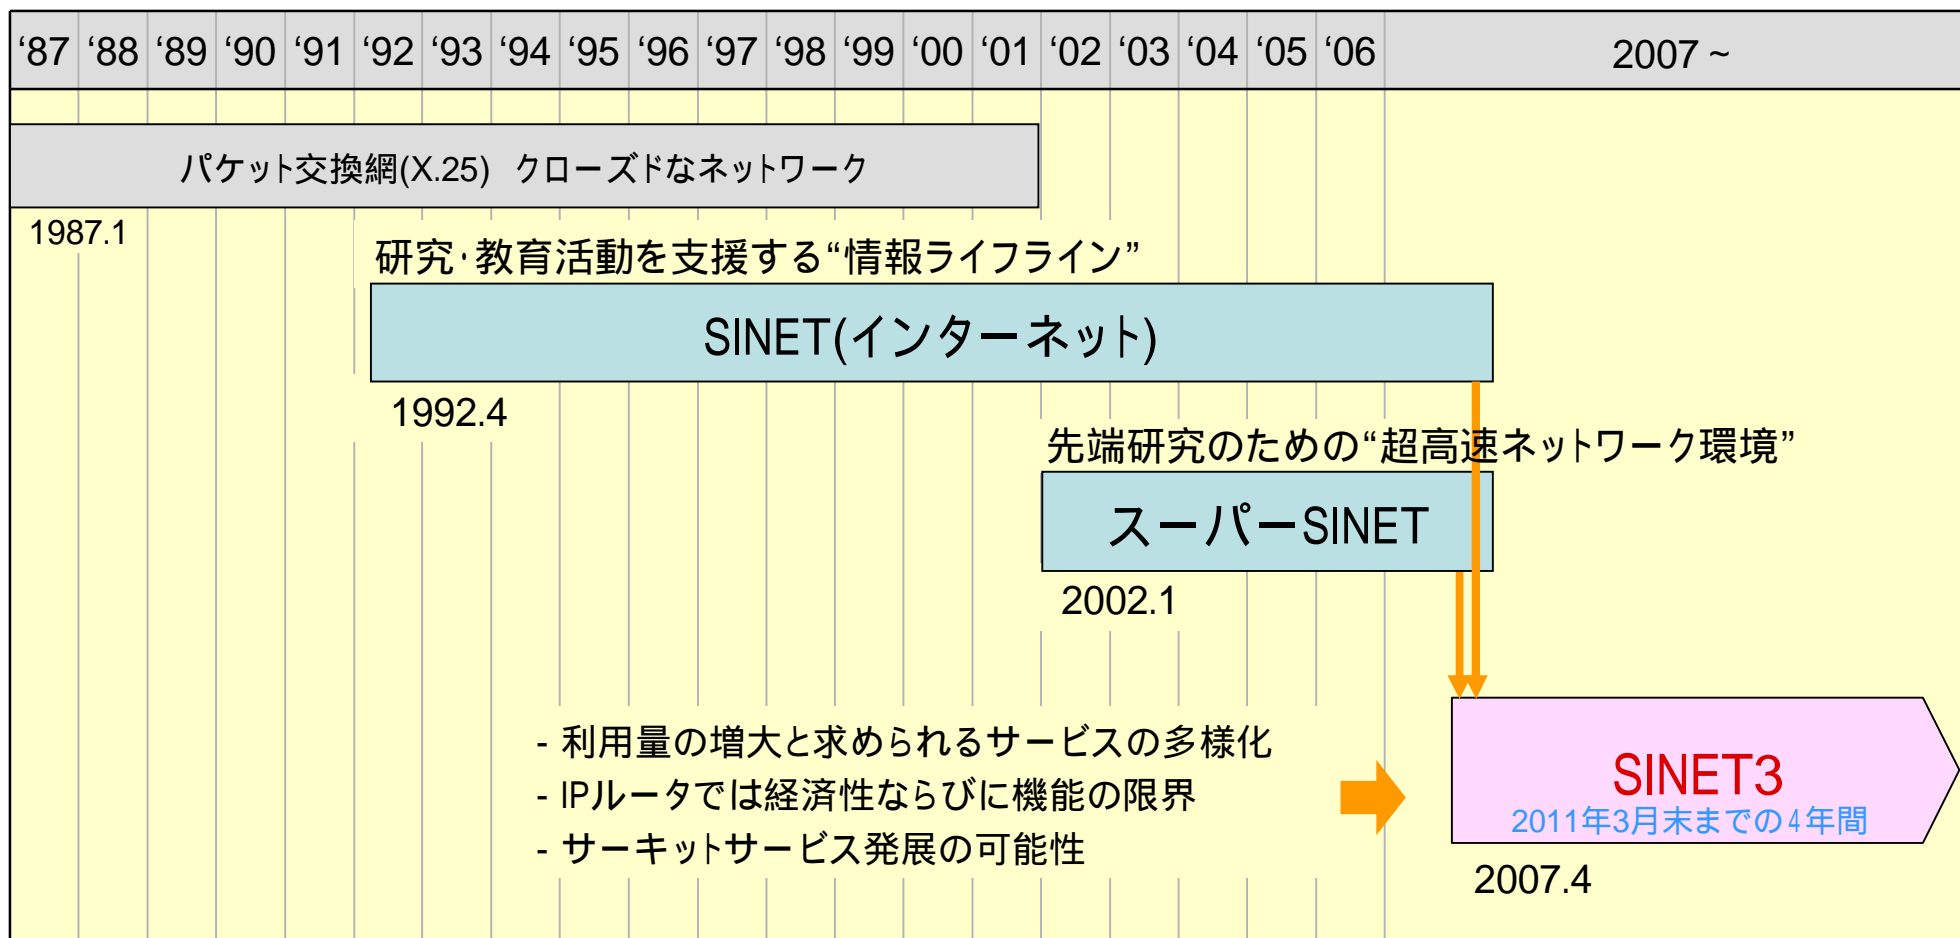 ‘87 ‘88 ‘89 ‘90 ‘91 ‘92 ‘93 ‘94 ‘95 ‘96 ‘97 ‘98 ‘99 ‘00 ‘01 ‘02 ‘03 ‘04 ‘05 ‘06 2007 ~
パケット交換網(X.25) クローズドなネットワーク
1987.1
研究・教育活動を支援する“情報ライフライン”
SINET(インターネット)
1992.4
先端研究のための“超高速ネットワーク環境”
スーパーSINET
2002.1
- 利用量の増大と求められるサービスの多様化
- IPルータでは経済性ならびに機能の限界
- サーキットサービス発展の可能性
SINET3
2011年3月末までの4年間
2007.4